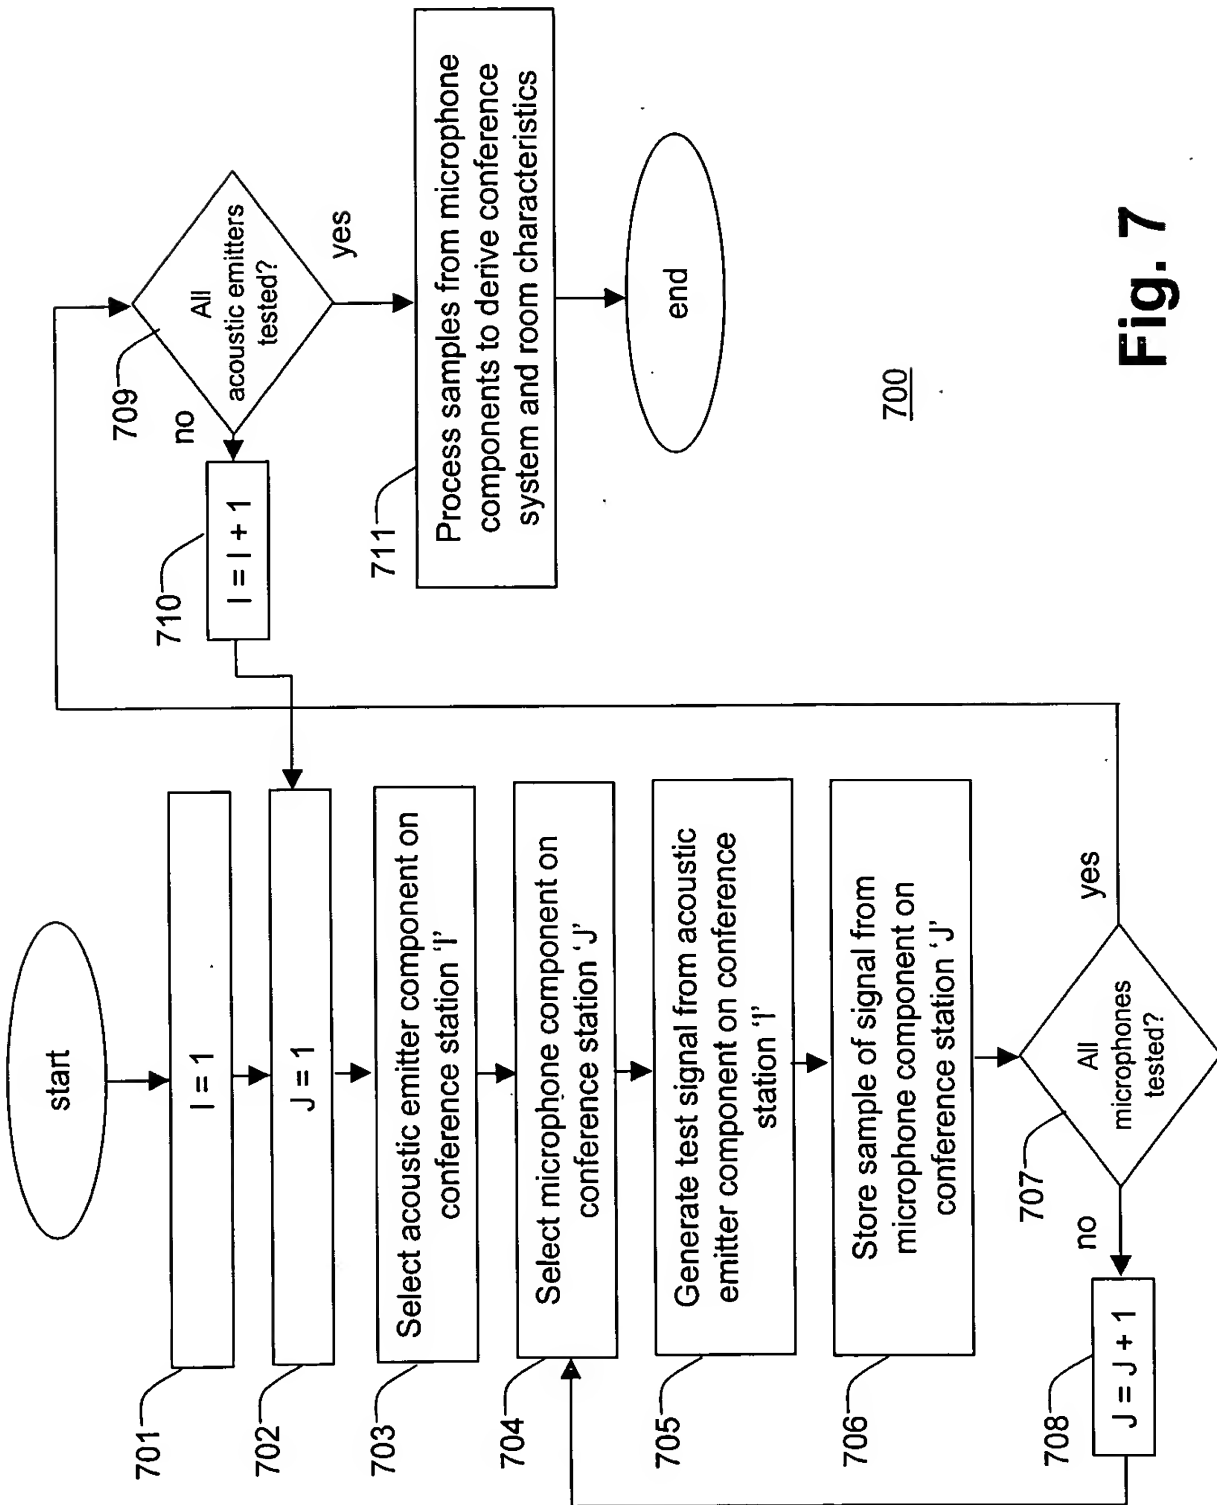 start
701
I = 1
702
J = 1
703
Select acoustic emitter component on
conference station 'I'
704
Select microphone component on
conference station 'J'
705
Generate test signal from acoustic
emitter component on conference
station 'I'
706
Store sample of signal from
microphone component on
conference station 'J'
707
All
microphones
tested?
no
yes
708
J = J + 1
709
All
acoustic emitters
tested?
no
yes
710
I = I + 1
711
Process samples from microphone
components to derive conference
system and room characteristics
end
700
Fig. 7